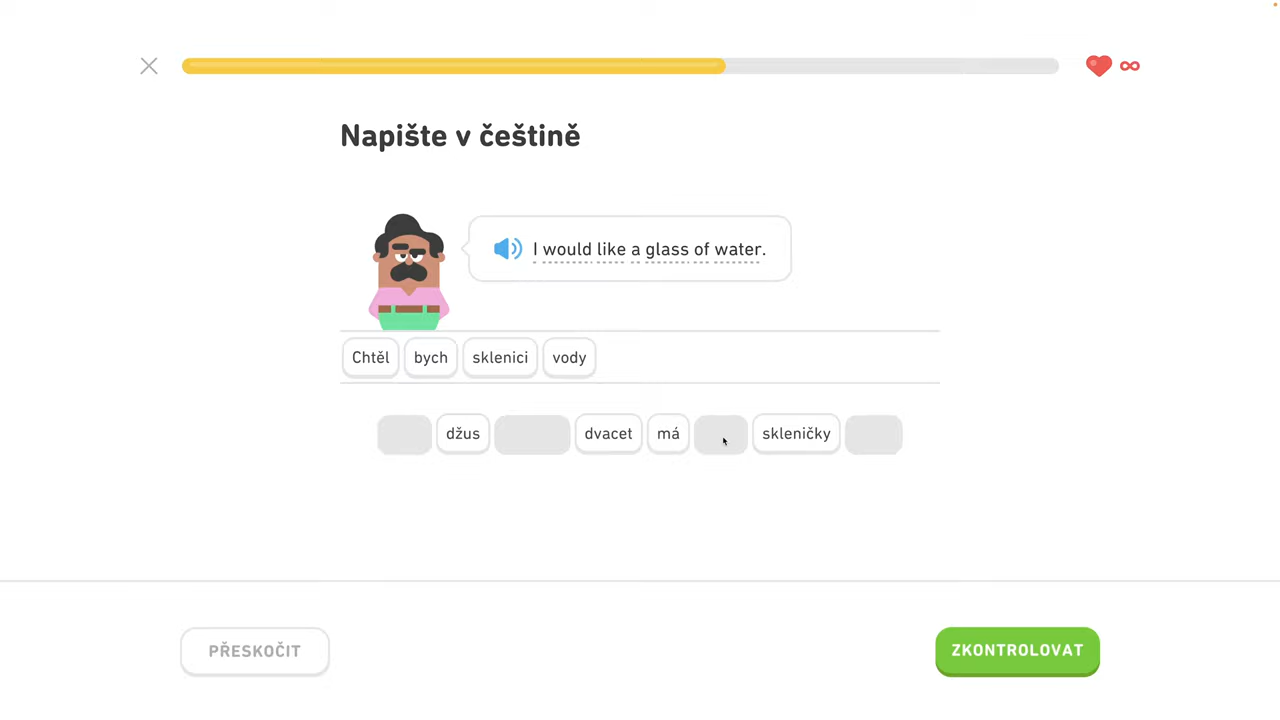 Napište v češtině
I would like a glass of water.
Chtěl bych sklenici vody
džus dvacet má skleničky
PŘESKOČIT ZKONTROLOVAT